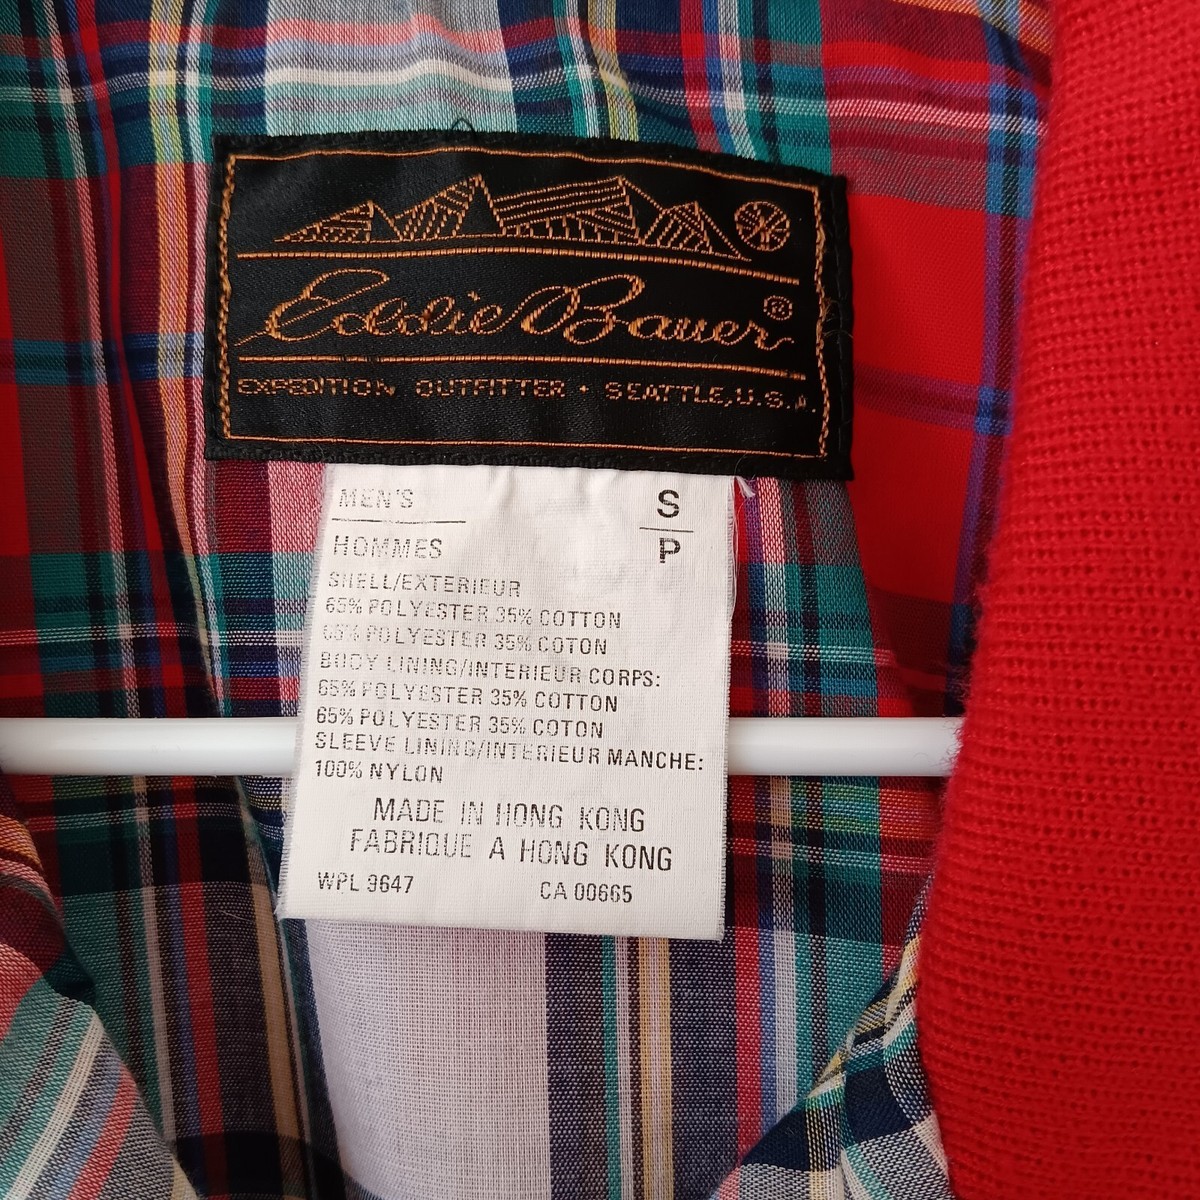 Eddie Bauer®
EXPEDITION OUTFITTER • SEATTLE, U.S.A.
MEN'S
S
HOMMES
P
SHELL/EXTERIEUR
65% POLYESTER 35% COTTON
65% POLYESTER 35% COTON
BODY LINING/INTERIEUR CORPS:
65% POLYESTER 35% COTTON
65% POLYESTER 35% COTON
SLEEVE LINING/INTERIEUR MANCHE:
100% NYLON
MADE IN HONG KONG
FABRIQUE A HONG KONG
WPL 9647 CA 00665